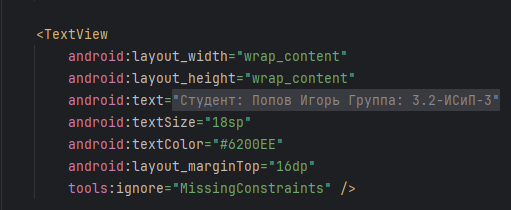 <TextView
android:layout_width="wrap_content"
android:layout_height="wrap_content"
android:text="Студент: Попов Игорь Группа: 3.2-ИСиП-3"
android:textSize="18sp"
android:textColor="#6200EE"
android:layout_marginTop="16dp"
tools:ignore="MissingConstraints" />